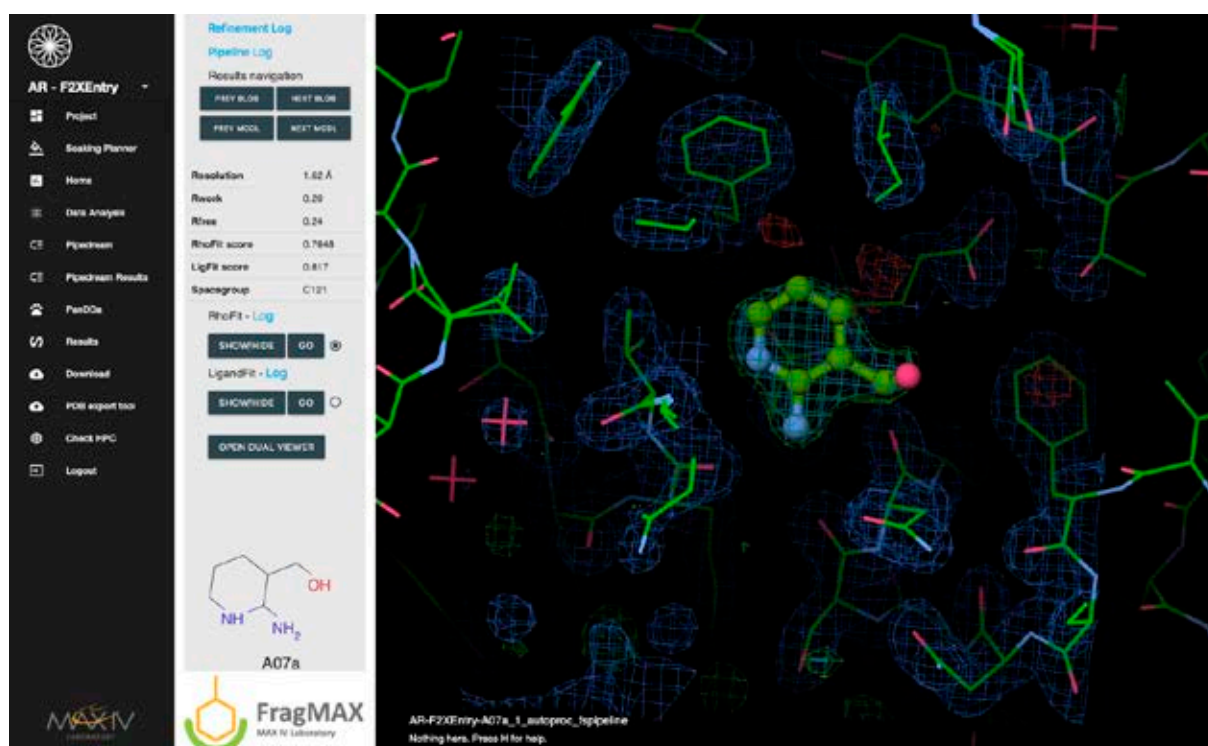 AR - F2XEntry
Project
Soaking Planner
Home
Data Analysis
Pipedream
Pipedream Results
PanDDa
Results
Download
PDB export tool
Check HPC
Logout
MAX IV
LABORATORY
Refinement Log
Pipeline Log
Results navigation
PREV BLOB NEXT BLOB
PREV MODL NEXT MODL
Resolution 1.62 Å
Rwork 0.20
Rfree 0.24
RhoFit score 0.7648
LigFit score 0.817
Spacegroup C121
RhoFit - Log
SHOW/HIDE GO
LigandFit - Log
SHOW/HIDE GO
OPEN DUAL VIEWER
OH
NH
NH2
A07a
FragMAX
MAX IV Laboratory
AR-F2XEntry-A07a_1_autoproc_fspipeline
Nothing here. Press H for help.